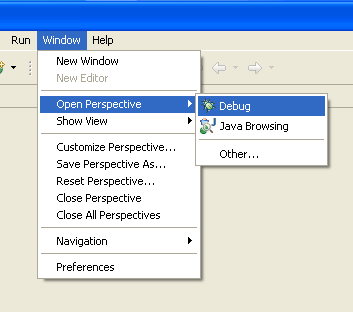 Run Window Help
New Window
New Editor
Open Perspective
Debug
Show View
Java Browsing
Other...
Customize Perspective...
Save Perspective As...
Reset Perspective...
Close Perspective
Close All Perspectives
Navigation
Preferences